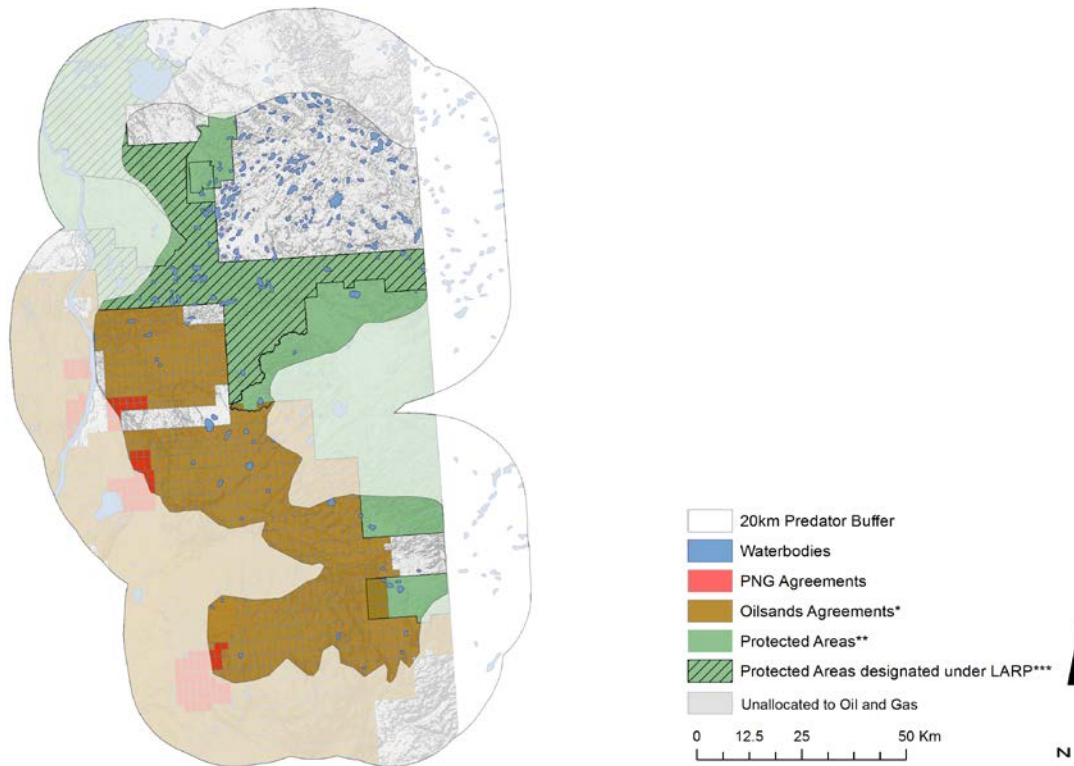 20km Predator Buffer
Waterbodies
PNG Agreements
Oilsands Agreements*
Protected Areas**
Protected Areas designated under LARP***
Unallocated to Oil and Gas
0 12.5 25 50 Km
N